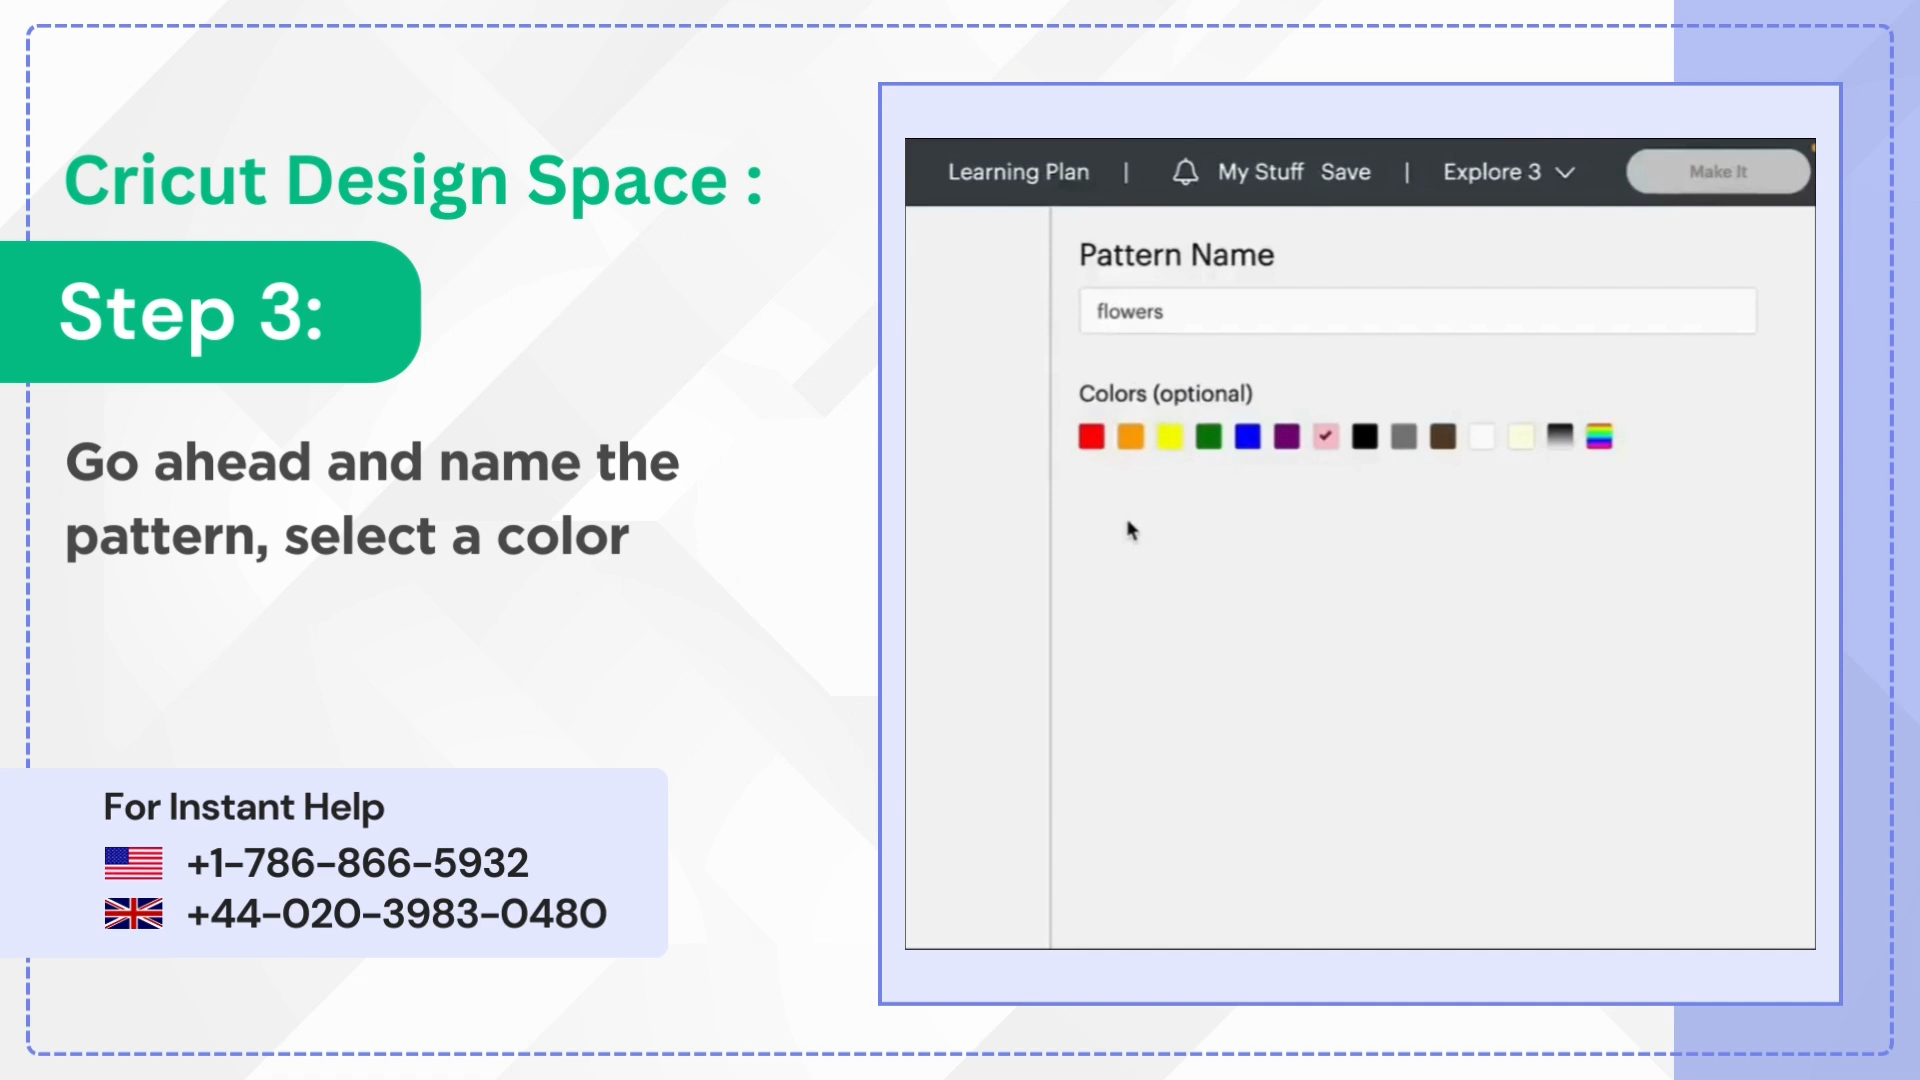 Cricut Design Space :
Step 3:
Go ahead and name the
pattern, select a color
For Instant Help
+1-786-866-5932
+44-020-3983-0480
Learning Plan | My Stuff Save | Explore 3 Make It
Pattern Name
flowers
Colors (optional)